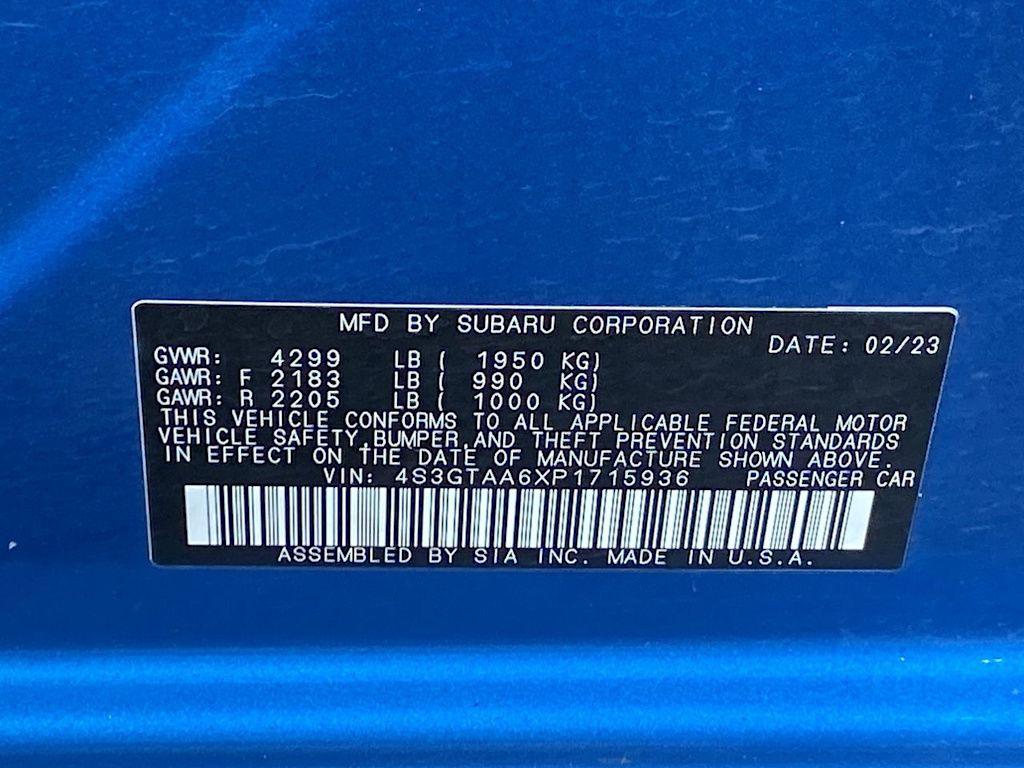 MFD BY SUBARU CORPORATION
DATE: 02/23
GVWR: 4299 LB ( 1950 KG)
GAWR: F 2183 LB ( 990 KG)
GAWR: R 2205 LB ( 1000 KG)
THIS VEHICLE CONFORMS TO ALL APPLICABLE FEDERAL MOTOR
VEHICLE SAFETY,BUMPER,AND THEFT PREVENTION STANDARDS
IN EFFECT ON THE DATE OF MANUFACTURE SHOWN ABOVE.
VIN: 4S3GTAA6XP1715936 PASSENGER CAR
ASSEMBLED BY SIA INC. MADE IN U.S.A.